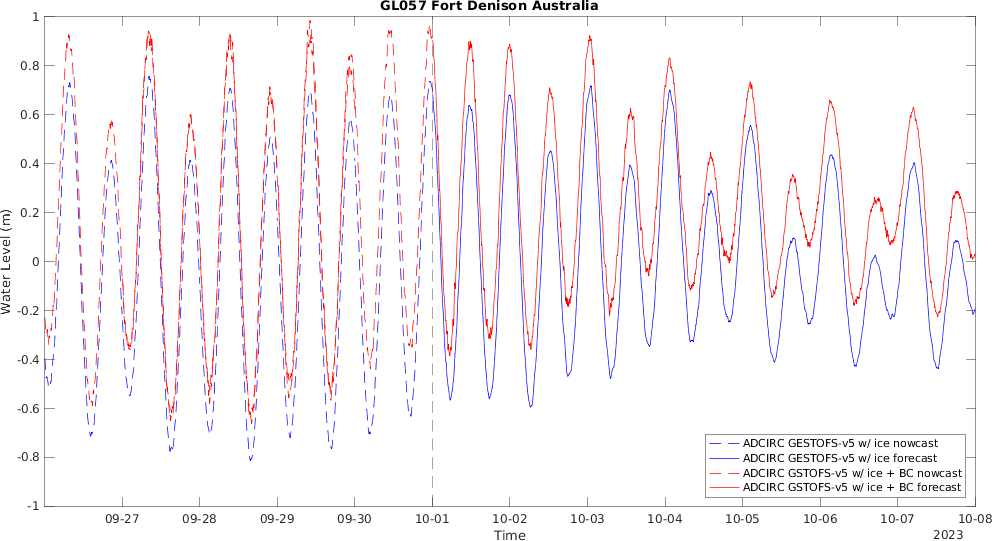 GL057 Fort Denison Australia
1
0.8
0.6
0.4
0.2
0
-0.2
-0.4
-0.6
-0.8
-1
Water Level (m)
ADCIRC GESTOFS-v5 w/ ice nowcast
ADCIRC GESTOFS-v5 w/ ice forecast
ADCIRC GSTOFS-v5 w/ ice + BC nowcast
ADCIRC GSTOFS-v5 w/ ice + BC forecast
09-27 09-28 09-29 09-30 10-01 10-02 10-03 10-04 10-05 10-06 10-07 10-08
Time
2023